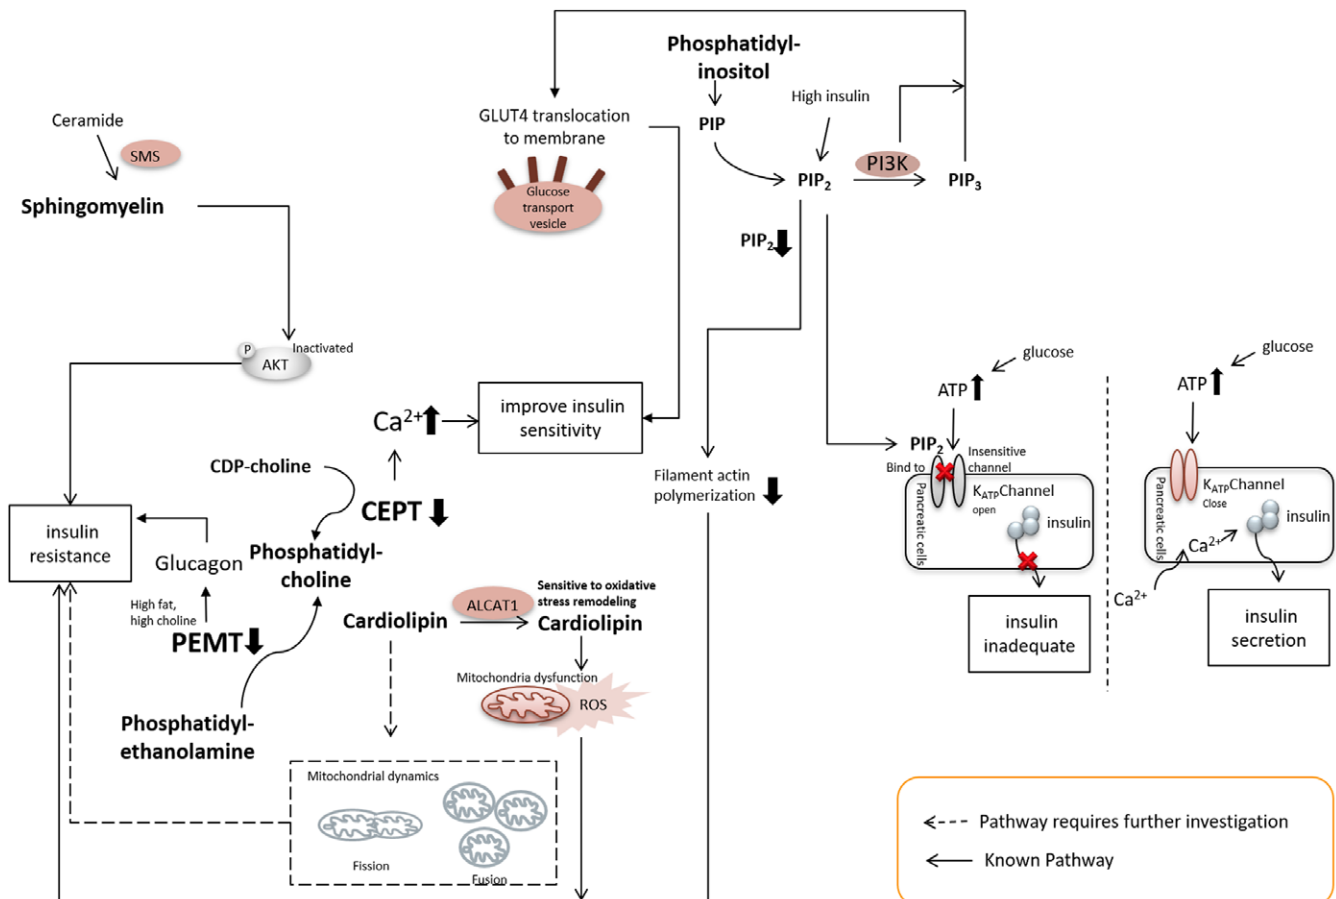 Phosphatidyl-
inositol
High insulin
GLUT4 translocation
to membrane
PIP
Ceramide
SMS
PI3K
PIP₂
PIP₃
Glucose
transport
vesicle
Sphingomyelin
PIP₂
P
Inactivated
AKT
glucose
ATP
glucose
ATP
Ca²⁺
improve insulin
sensitivity
PIP₂
Bind to
Insensitive
channel
CDP-choline
Filament actin
polymerization
CEPT
Pancreatic cells
K_ATPChannel
open
insulin
Pancreatic cells
K_ATPChannel
Close
insulin
Ca²⁺
Ca²⁺
insulin
resistance
Glucagon
Phosphatidyl-
choline
High fat,
high choline
PEMT
Cardiolipin
ALCAT1
Sensitive to oxidative
stress remodeling
Cardiolipin
insulin
inadequate
insulin
secretion
Mitochondria dysfunction
ROS
Phosphatidyl-
ethanolamine
Mitochondrial dynamics
Fission
Fusion
Pathway requires further investigation
Known Pathway